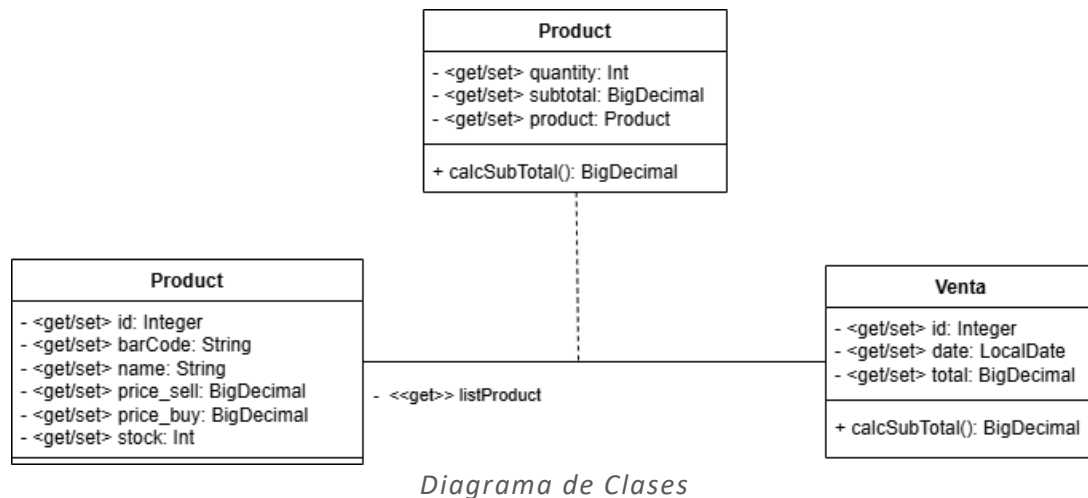 Product
- <get/set> quantity: Int
- <get/set> subtotal: BigDecimal
- <get/set> product: Product
+ calcSubTotal(): BigDecimal
Product
- <get/set> id: Integer
- <get/set> barCode: String
- <get/set> name: String
- <get/set> price_sell: BigDecimal
- <get/set> price_buy: BigDecimal
- <get/set> stock: Int
- <<get>> listProduct
Venta
- <get/set> id: Integer
- <get/set> date: LocalDate
- <get/set> total: BigDecimal
+ calcSubTotal(): BigDecimal
Diagrama de Clases